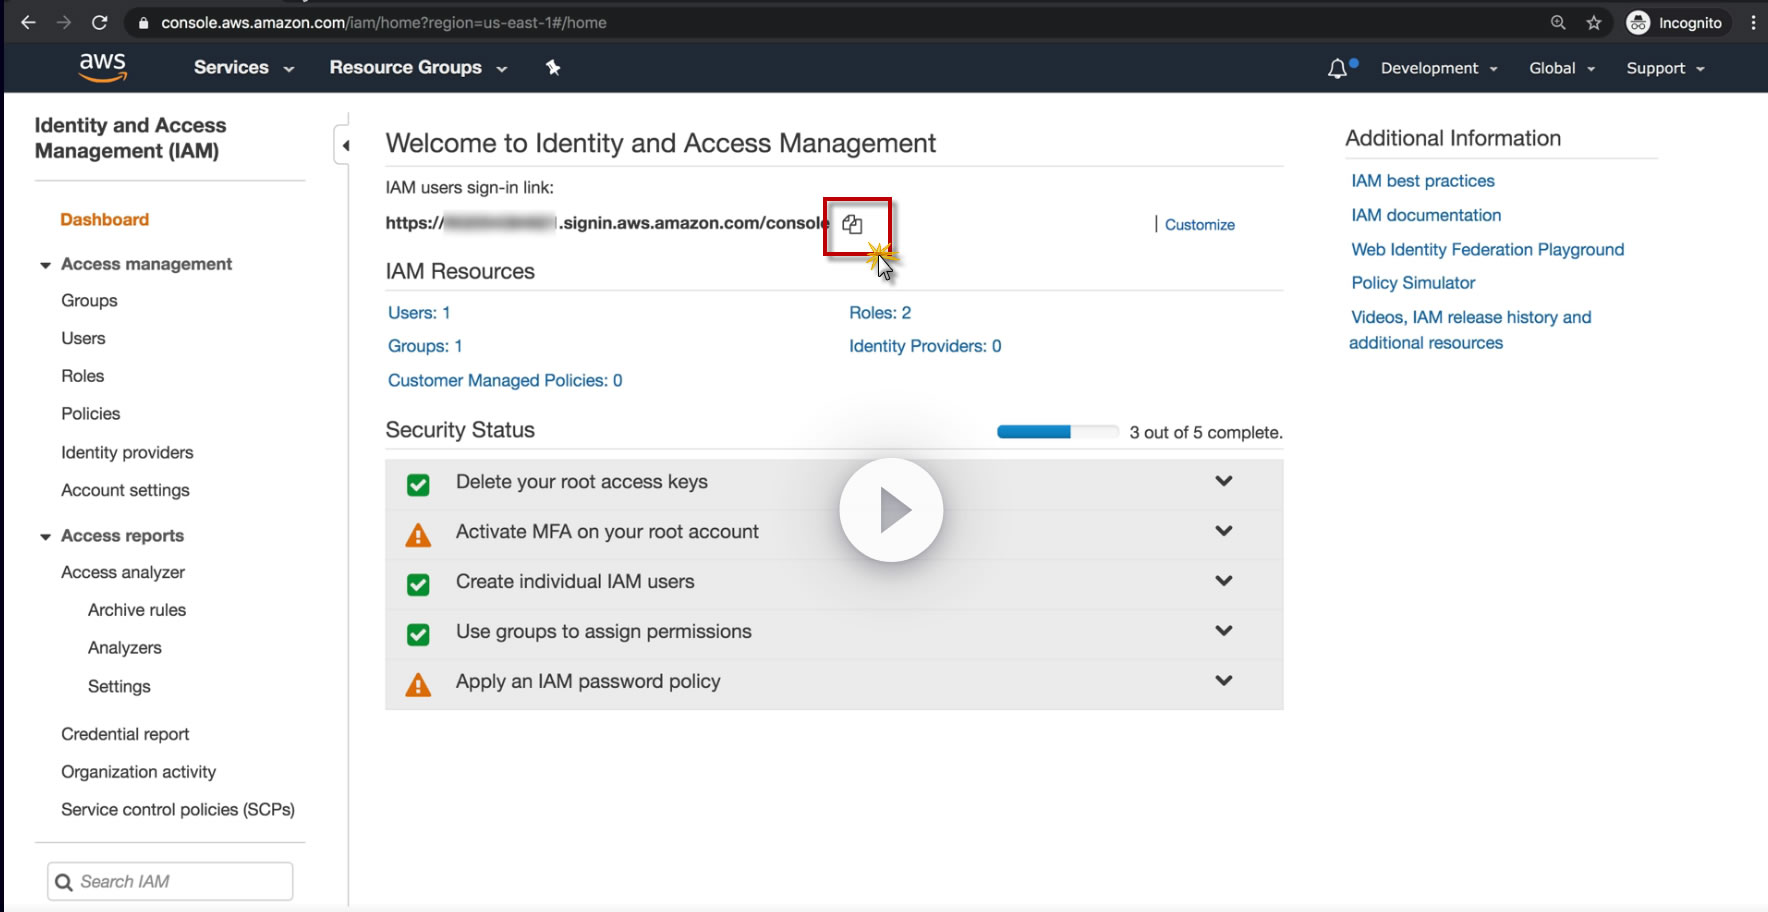 console.aws.amazon.com/iam/home?region=us-east-1#/home
Incognito
aws
Services
Resource Groups
Development
Global
Support
Identity and Access
Management (IAM)
Dashboard
Access management
Groups
Users
Roles
Policies
Identity providers
Account settings
Access reports
Access analyzer
Archive rules
Analyzers
Settings
Credential report
Organization activity
Service control policies (SCPs)
Search IAM
Welcome to Identity and Access Management
IAM users sign-in link:
https://
.signin.aws.amazon.com/console
Customize
IAM Resources
Users: 1
Roles: 2
Groups: 1
Identity Providers: 0
Customer Managed Policies: 0
Security Status
3 out of 5 complete.
Delete your root access keys
Activate MFA on your root account
Create individual IAM users
Use groups to assign permissions
Apply an IAM password policy
Additional Information
IAM best practices
IAM documentation
Web Identity Federation Playground
Policy Simulator
Videos, IAM release history and
additional resources